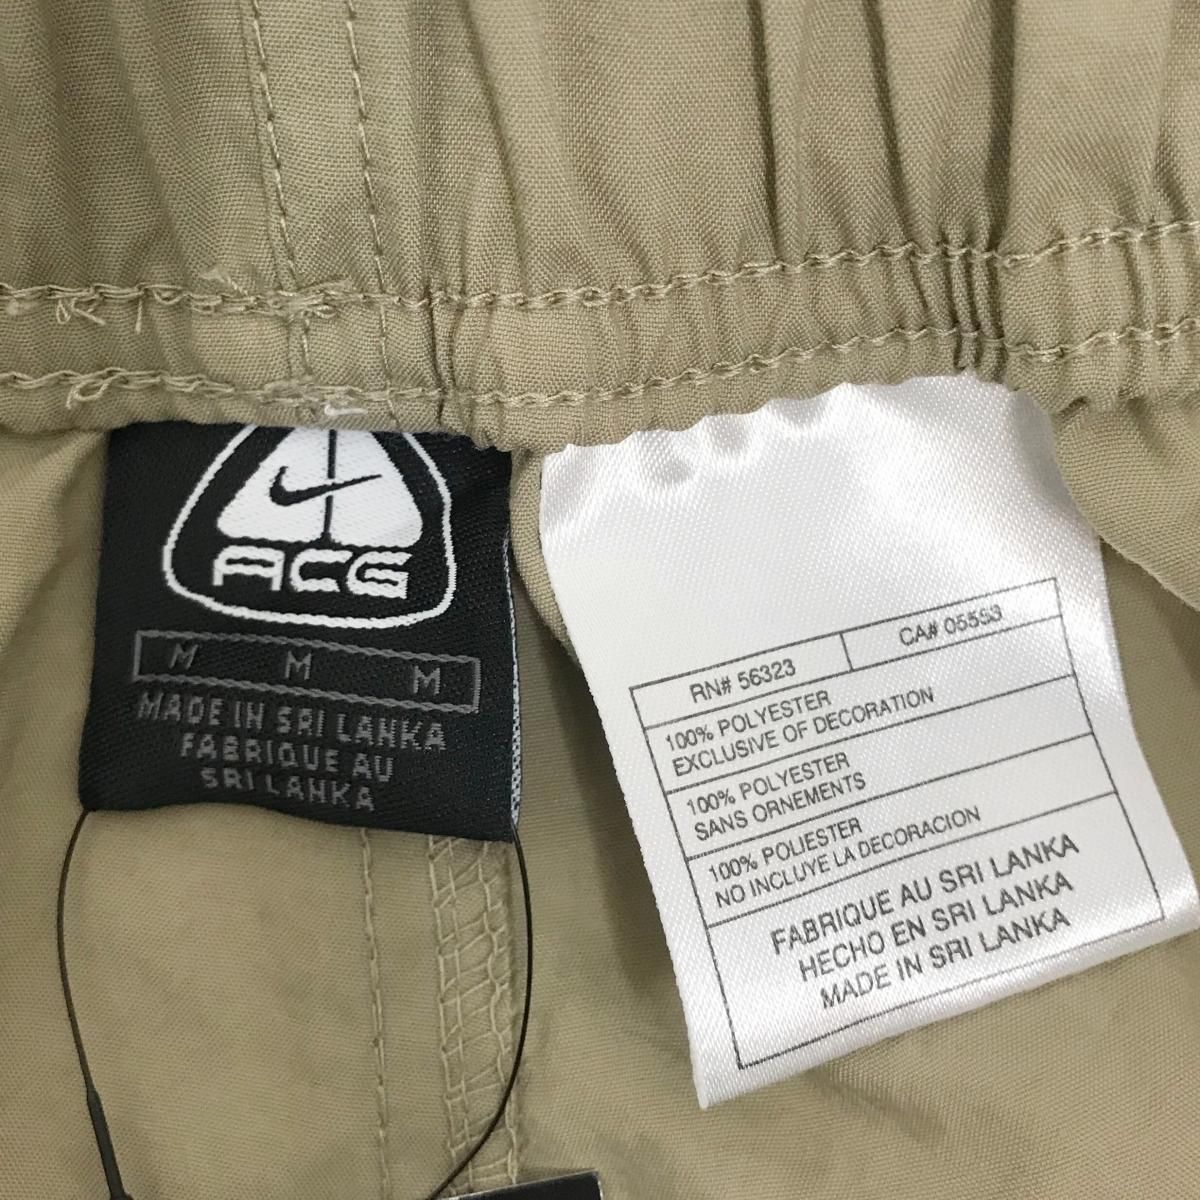 ACG
M M M
MADE IN SRI LANKA
FABRIQUE AU
SRI LANKA
RN# 56323 CA# 05553
100% POLYESTER
EXCLUSIVE OF DECORATION
100% POLYESTER
SANS ORNEMENTS
100% POLIESTER
NO INCLUYE LA DECORACION
FABRIQUE AU SRI LANKA
HECHO EN SRI LANKA
MADE IN SRI LANKA